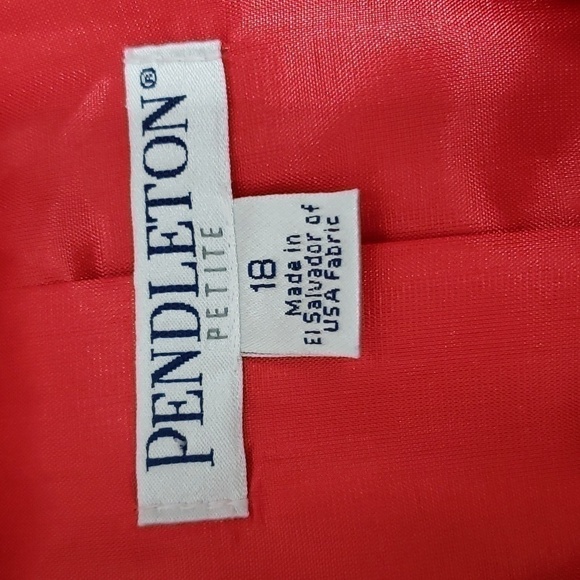 PENDLETON®
PETITE
18
Made in
El Salvador of
USA Fabric